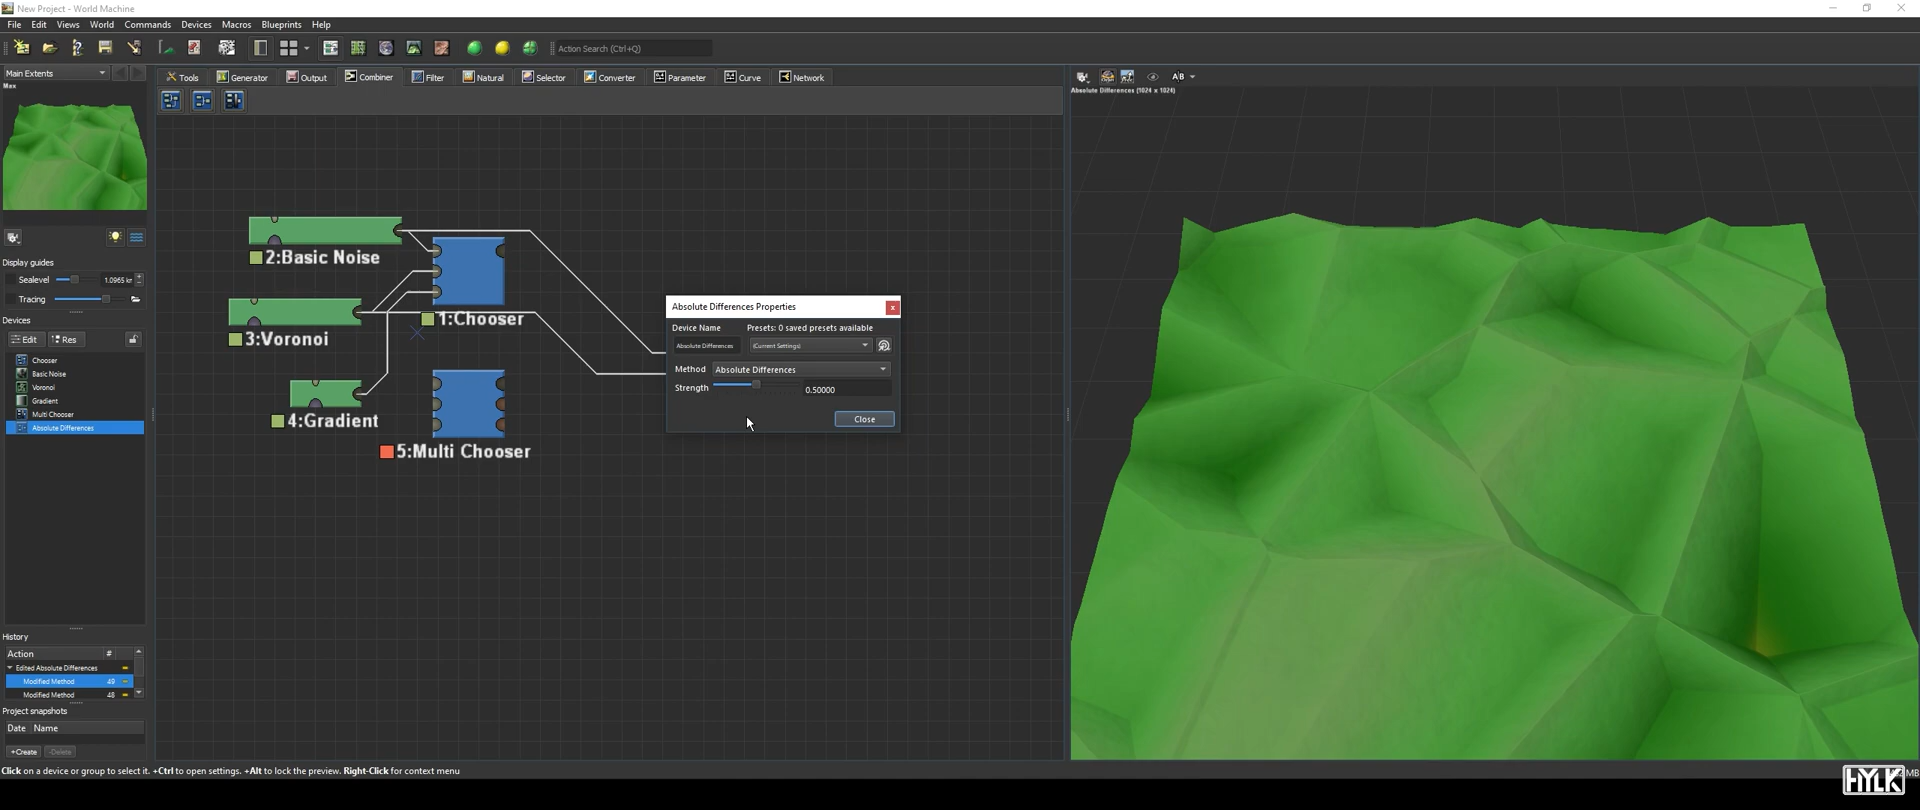 New Project - World Machine
File Edit Views World Commands Devices Macros Blueprints Help
Action Search (Ctrl+Q)
Main Extents
Tools Generator Output Combiner Filter Natural Selector Converter Parameter Curve Network
AB
Max
Absolute Differences (1024 x 1024)
2:Basic Noise
3:Voronoi
1:Chooser
4:Gradient
5:Multi Chooser
Display guides
Sealevel 1.0965 kr
Tracing
Devices
Edit Res
Chooser
Basic Noise
Voronoi
Gradient
Multi Chooser
Absolute Differences
Absolute Differences Properties x
Device Name Presets: 0 saved presets available
Absolute Differences (Current Settings)
Method Absolute Differences
Strength 0.50000
Close
History
Action #
Edited Absolute Differences
Modified Method 49
Modified Method 48
Project snapshots
Date Name
+Create -Delete
Click on a device or group to select it. +Ctrl to open settings. +Alt to lock the preview. Right-Click for context menu
MB
HYLK